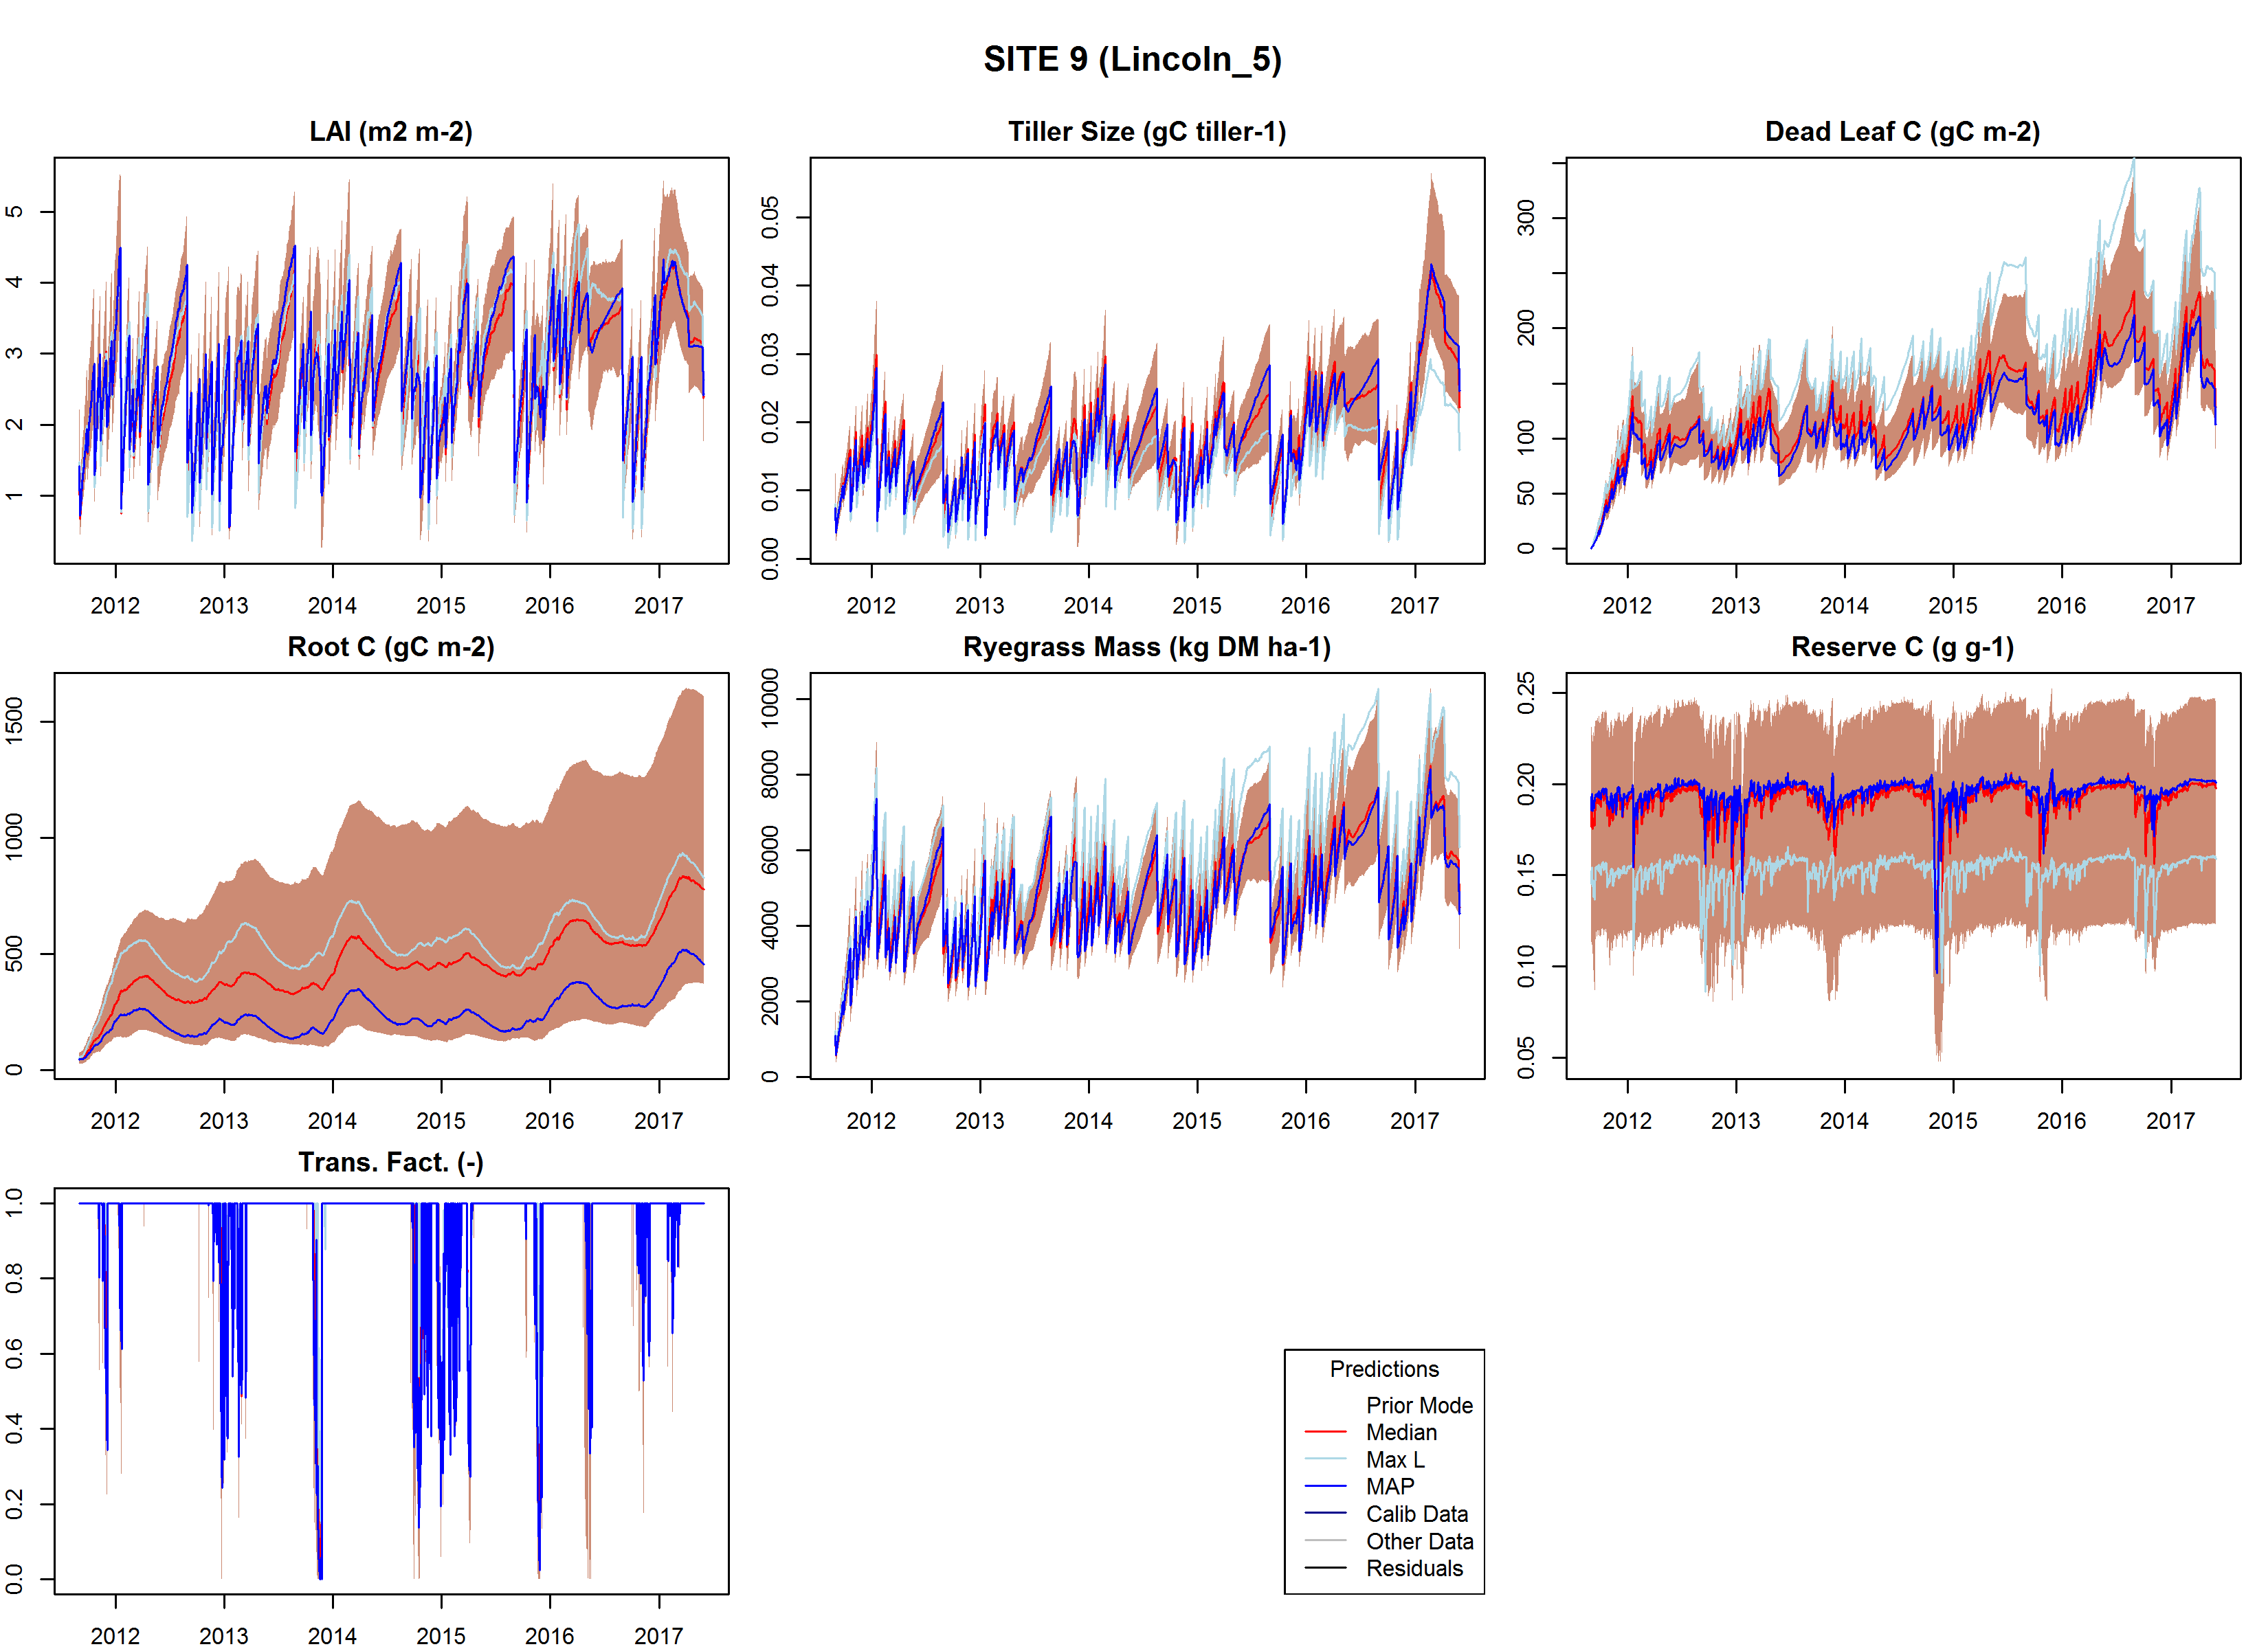 SITE 9 (Lincoln_5)
LAI (m2 m-2)
1 2 3 4 5
2012 2013 2014 2015 2016 2017
Tiller Size (gC tiller-1)
0.00 0.01 0.02 0.03 0.04 0.05
2012 2013 2014 2015 2016 2017
Dead Leaf C (gC m-2)
0 50 100 200 300
2012 2013 2014 2015 2016 2017
Root C (gC m-2)
0 500 1000 1500
2012 2013 2014 2015 2016 2017
Ryegrass Mass (kg DM ha-1)
0 2000 4000 6000 8000 10000
2012 2013 2014 2015 2016 2017
Reserve C (g g-1)
0.05 0.10 0.15 0.20 0.25
2012 2013 2014 2015 2016 2017
Trans. Fact. (-)
0.0 0.2 0.4 0.6 0.8 1.0
2012 2013 2014 2015 2016 2017
Predictions
Prior Mode
Median
Max L
MAP
Calib Data
Other Data
Residuals